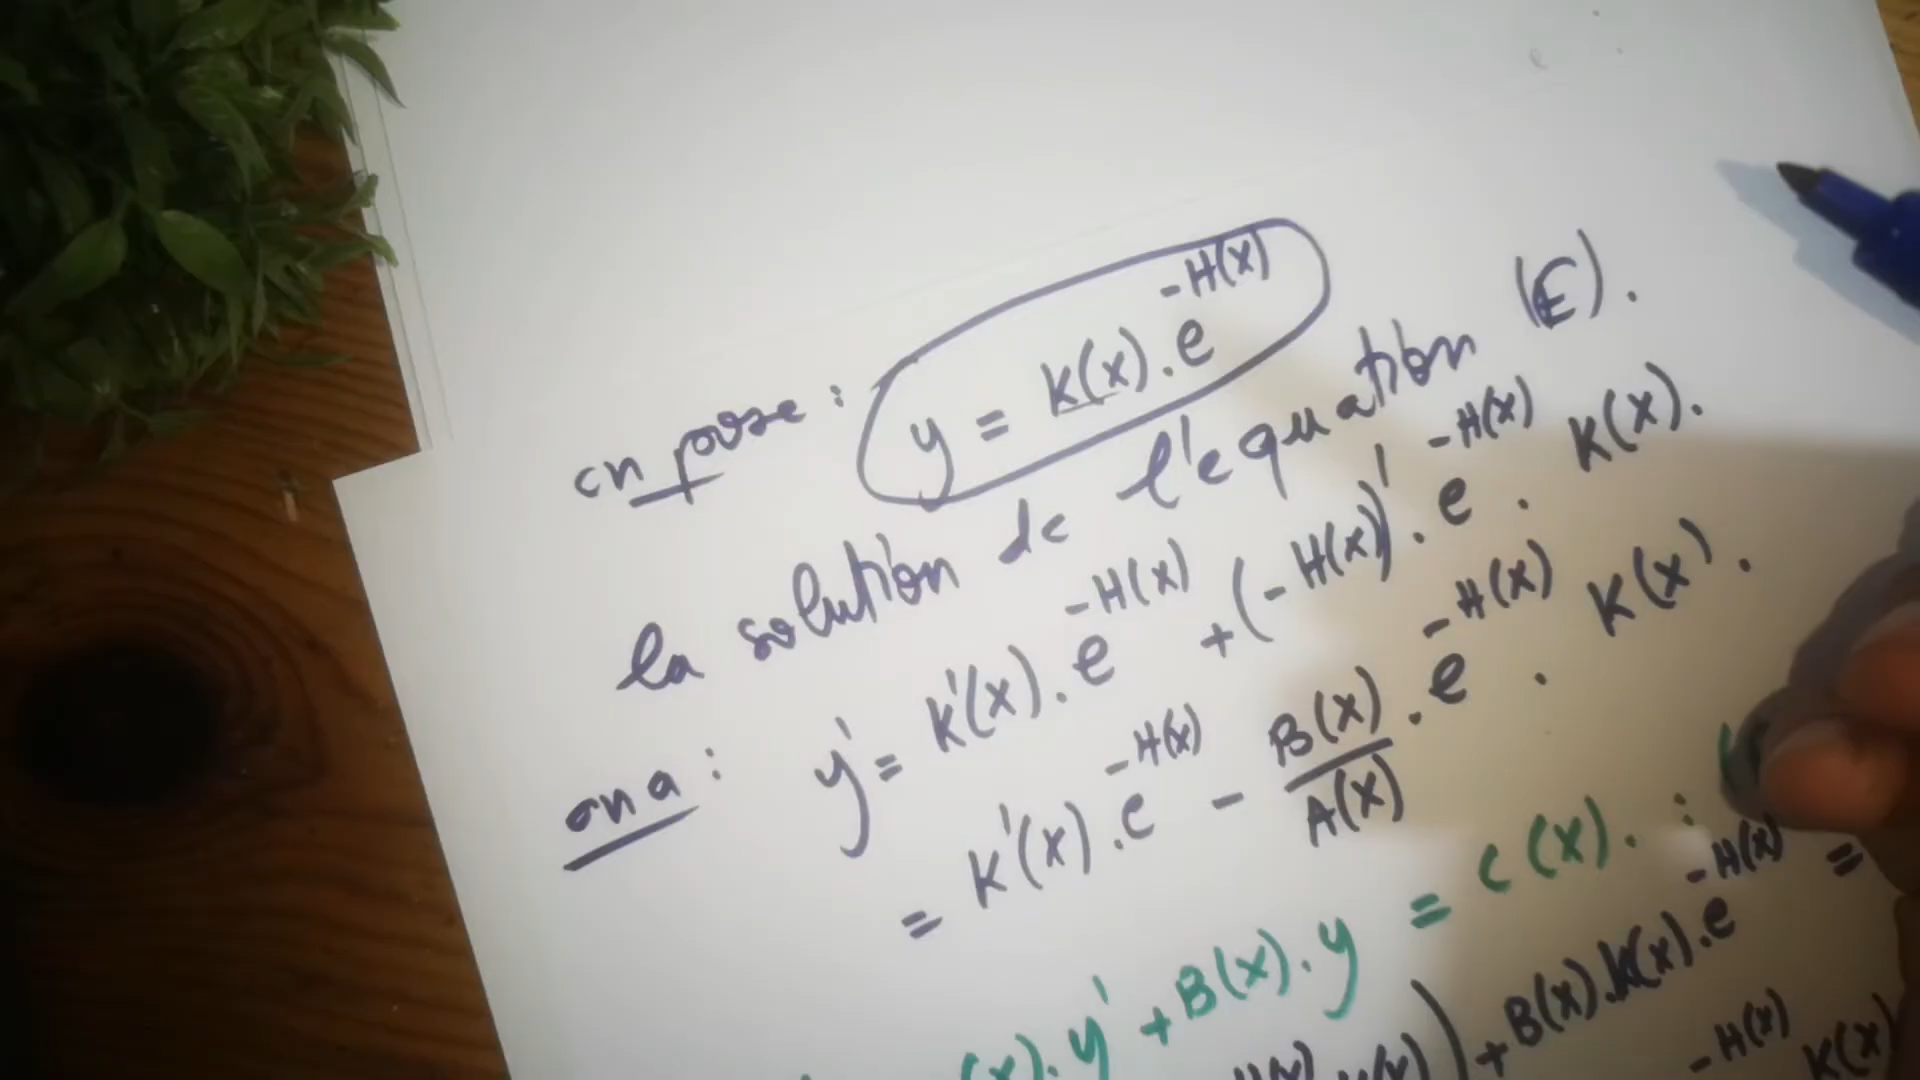 on pose : y = K(x).e^-H(x)
la solution de l'equation (E).
on a : y' = K'(x).e^-H(x) + (-H(x))'.e^-H(x) . K(x).
= K'(x).e^-H(x) - B(x)/A(x) . e^-H(x) . K(x).
(x).y' + B(x).y = C(x). :
) + B(x).K(x).e^-H(x) =
-H(x) K(x)